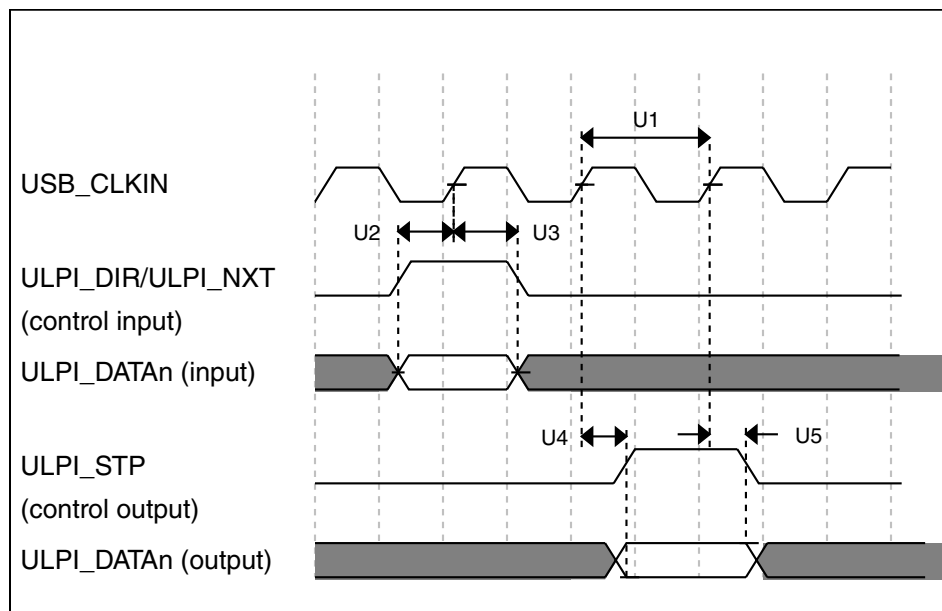 U1
USB_CLKIN
U2
U3
ULPI_DIR/ULPI_NXT
(control input)
ULPI_DATAn (input)
U4
U5
ULPI_STP
(control output)
ULPI_DATAn (output)